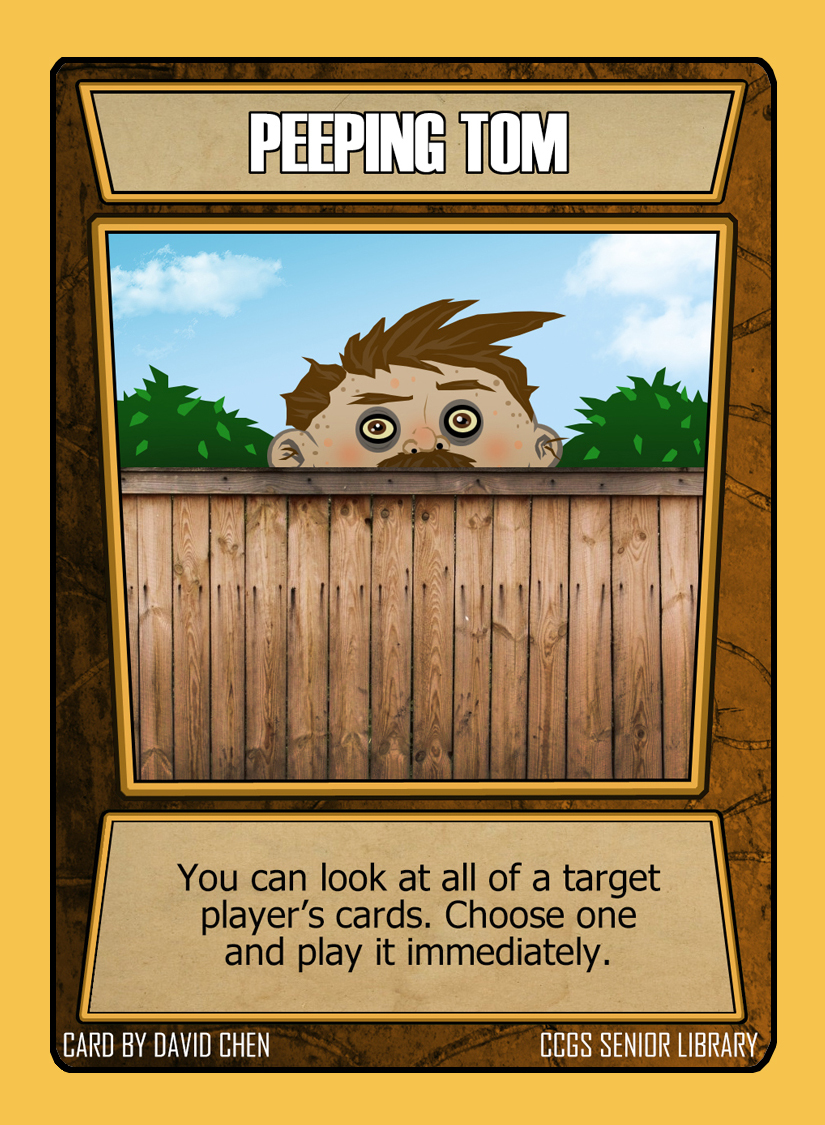 PEEPING TOM
You can look at all of a target
player’s cards. Choose one
and play it immediately.
CARD BY DAVID CHEN
CCGS SENIOR LIBRARY